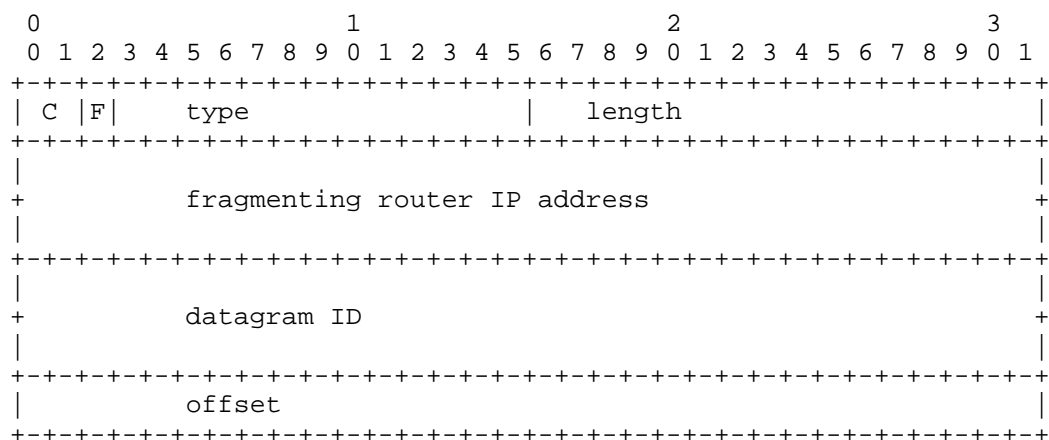 0                   1                   2                   3
 0 1 2 3 4 5 6 7 8 9 0 1 2 3 4 5 6 7 8 9 0 1 2 3 4 5 6 7 8 9 0 1
+-+-+-+-+-+-+-+-+-+-+-+-+-+-+-+-+-+-+-+-+-+-+-+-+-+-+-+-+-+-+-+-+
| C |F|    type                 |   length                      |
+-+-+-+-+-+-+-+-+-+-+-+-+-+-+-+-+-+-+-+-+-+-+-+-+-+-+-+-+-+-+-+-+
|                                                               |
+          fragmenting router IP address                        +
|                                                               |
+-+-+-+-+-+-+-+-+-+-+-+-+-+-+-+-+-+-+-+-+-+-+-+-+-+-+-+-+-+-+-+-+
|                                                               |
+          datagram ID                                          +
|                                                               |
+-+-+-+-+-+-+-+-+-+-+-+-+-+-+-+-+-+-+-+-+-+-+-+-+-+-+-+-+-+-+-+-+
|          offset                                               |
+-+-+-+-+-+-+-+-+-+-+-+-+-+-+-+-+-+-+-+-+-+-+-+-+-+-+-+-+-+-+-+-+